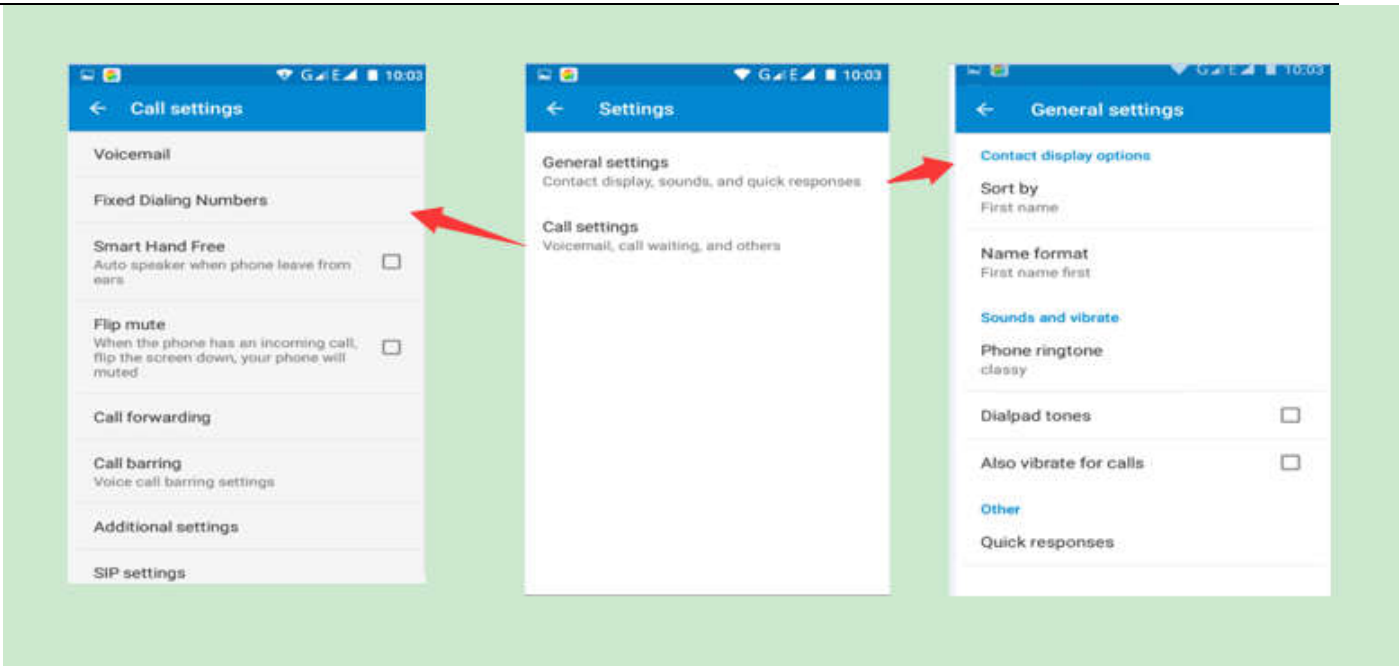 G E 10:03
Call settings
Voicemail
Fixed Dialing Numbers
Smart Hand Free
Auto speaker when phone leave from
ears
Flip mute
When the phone has an incoming call,
flip the screen down, your phone will
muted
Call forwarding
Call barring
Voice call barring settings
Additional settings
SIP settings
G E 10:03
Settings
General settings
Contact display, sounds, and quick responses
Call settings
Voicemail, call waiting, and others
G E 10:03
General settings
Contact display options
Sort by
First name
Name format
First name first
Sounds and vibrate
Phone ringtone
classy
Dialpad tones
Also vibrate for calls
Other
Quick responses